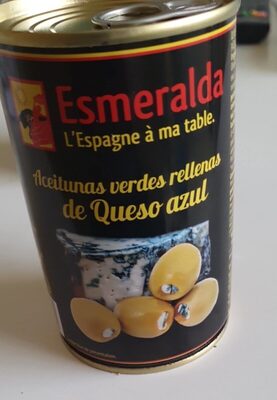 Esmeralda
L'Espagne à ma table.
Aceitunas verdes rellenas
de Queso azul